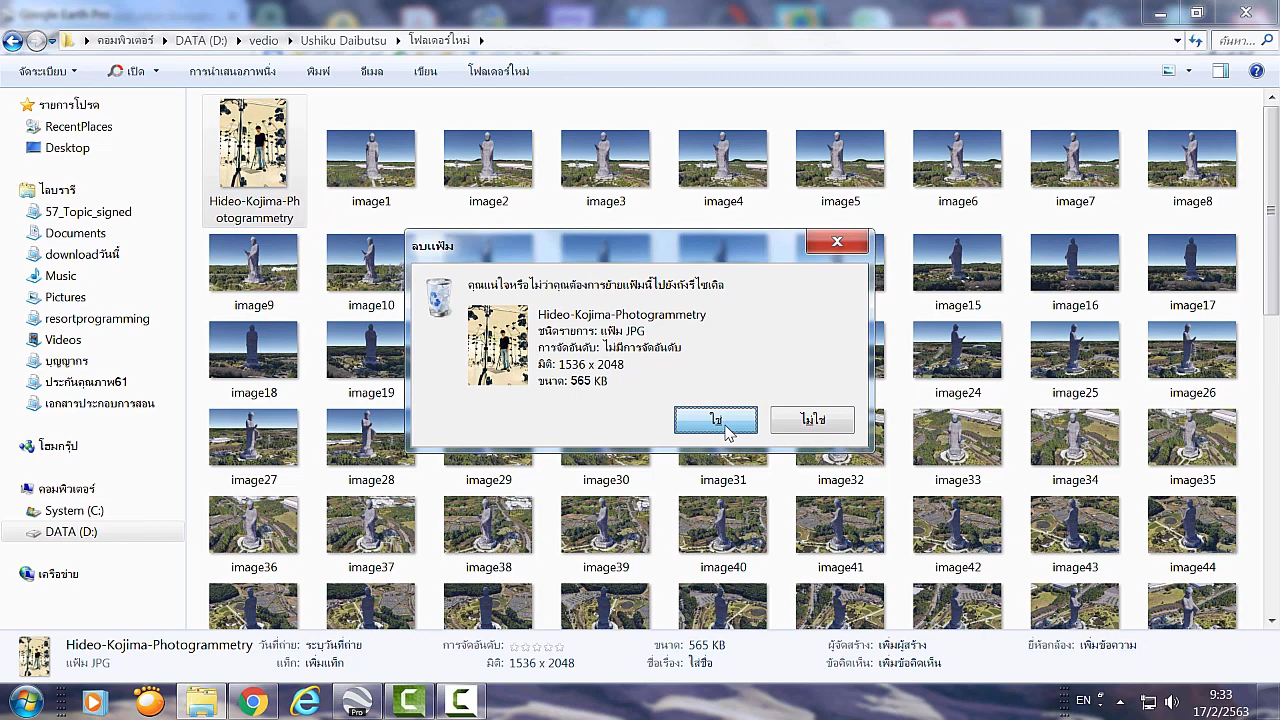 Google Earth Pro
คอมพิวเตอร์ DATA (D:) vedio Ushiku Daibutsu โฟลเดอร์ใหม่
ค้นหา...
จัดระเบียบ เปิด การนำเสนอภาพนิ่ง พิมพ์ อีเมล เขียน โฟลเดอร์ใหม่
รายการโปรด
RecentPlaces
Desktop
ไลบรารี
57_Topic_signed
Documents
downloadวันนี้
Music
Pictures
resortprogramming
Videos
บุญญากร
ประกันคุณภาพ61
เอกสารประกอบการสอน
โฮมกรุ๊ป
คอมพิวเตอร์
System (C:)
DATA (D:)
เครือข่าย
Hideo-Kojima-Ph
otogrammetry
image1 image2 image3 image4 image5 image6 image7 image8
image9 image10 image15 image16 image17
image18 image19 image24 image25 image26
image27 image28 image29 image30 image31 image32 image33 image34 image35
image36 image37 image38 image39 image40 image41 image42 image43 image44
ลบแฟ้ม
คุณแน่ใจหรือไม่ว่าคุณต้องการย้ายแฟ้มนี้ไปยังถังรีไซเคิล
Hideo-Kojima-Photogrammetry
ชนิดรายการ: แฟ้ม JPG
การจัดอันดับ: ไม่มีการจัดอันดับ
มิติ: 1536 x 2048
ขนาด: 565 KB
ใช่ ไม่ใช่
Hideo-Kojima-Photogrammetry วันที่ถ่าย: ระบุวันที่ถ่าย การจัดอันดับ: ขนาด: 565 KB ผู้จัดสร้าง: เพิ่มผู้สร้าง ยี่ห้อกล้อง: เพิ่มข้อความ
แฟ้ม JPG แท็ก: เพิ่มแท็ก มิติ: 1536 x 2048 ชื่อเรื่อง: ใส่ชื่อ ข้อคิดเห็น: เพิ่มข้อคิดเห็น
Pro
EN
9:33
17/2/2563